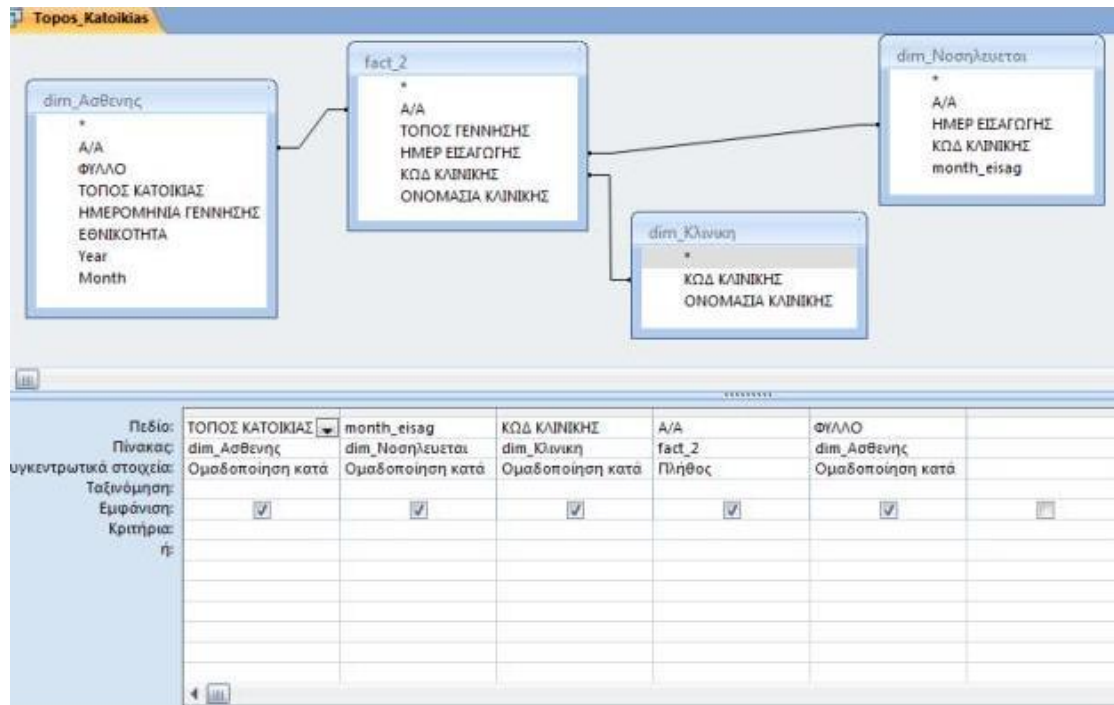 Topos_Katoikias
dim_Ασθενης
*
Α/Α
ΦΥΛΛΟ
ΤΟΠΟΣ ΚΑΤΟΙΚΙΑΣ
ΗΜΕΡΟΜΗΝΙΑ ΓΕΝΝΗΣΗΣ
ΕΘΝΙΚΟΤΗΤΑ
Year
Month
fact_2
*
Α/Α
ΤΟΠΟΣ ΓΕΝΝΗΣΗΣ
ΗΜΕΡ ΕΙΣΑΓΩΓΗΣ
ΚΩΔ ΚΛΙΝΙΚΗΣ
ΟΝΟΜΑΣΙΑ ΚΛΙΝΙΚΗΣ
dim_Νοσηλευεται
*
Α/Α
ΗΜΕΡ ΕΙΣΑΓΩΓΗΣ
ΚΩΔ ΚΛΙΝΙΚΗΣ
month_eisag
dim_Κλινικη
*
ΚΩΔ ΚΛΙΝΙΚΗΣ
ΟΝΟΜΑΣΙΑ ΚΛΙΝΙΚΗΣ
Πεδίο: ΤΟΠΟΣ ΚΑΤΟΙΚΙΑΣ month_eisag ΚΩΔ ΚΛΙΝΙΚΗΣ Α/Α ΦΥΛΛΟ
Πίνακας: dim_Ασθενης dim_Νοσηλευεται dim_Κλινικη fact_2 dim_Ασθενης
υγκεντρωτικά στοιχεία: Ομαδοποίηση κατά Ομαδοποίηση κατά Ομαδοποίηση κατά Πλήθος Ομαδοποίηση κατά
Ταξινόμηση:
Εμφάνιση:
Κριτήρια:
ή: